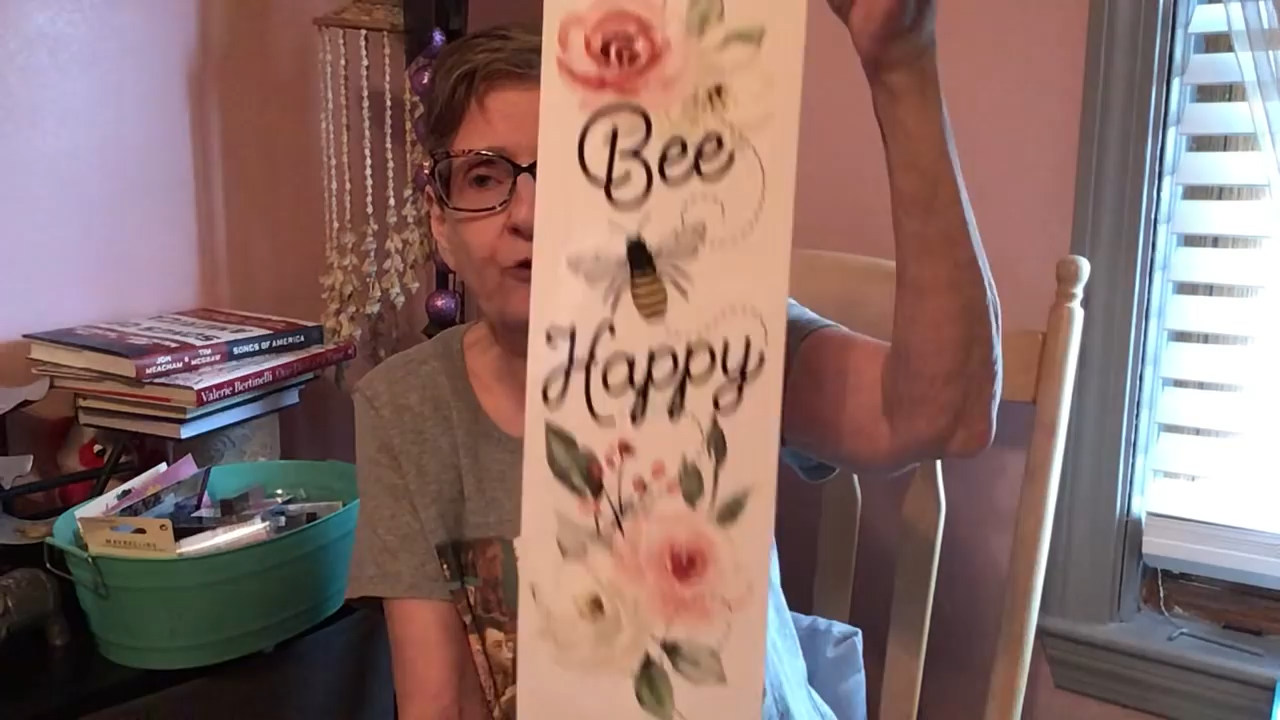 Bee
Happy
JON MEACHAM & TIM McGRAW SONGS OF AMERICA
Valerie Bertinelli
MAYBELLINE